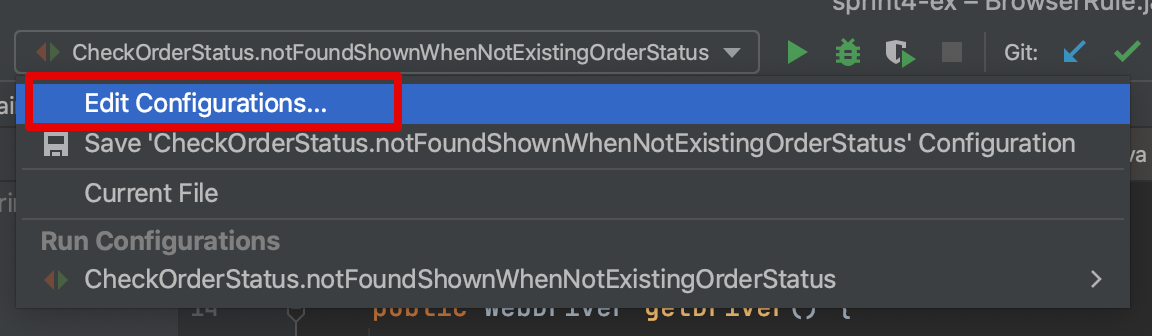 sprint4-ex – BrowserRule.ja
CheckOrderStatus.notFoundShownWhenNotExistingOrderStatus
Git:
Edit Configurations...
Save 'CheckOrderStatus.notFoundShownWhenNotExistingOrderStatus' Configuration
Current File
Run Configurations
CheckOrderStatus.notFoundShownWhenNotExistingOrderStatus
14 public WebDriver getDriver() {